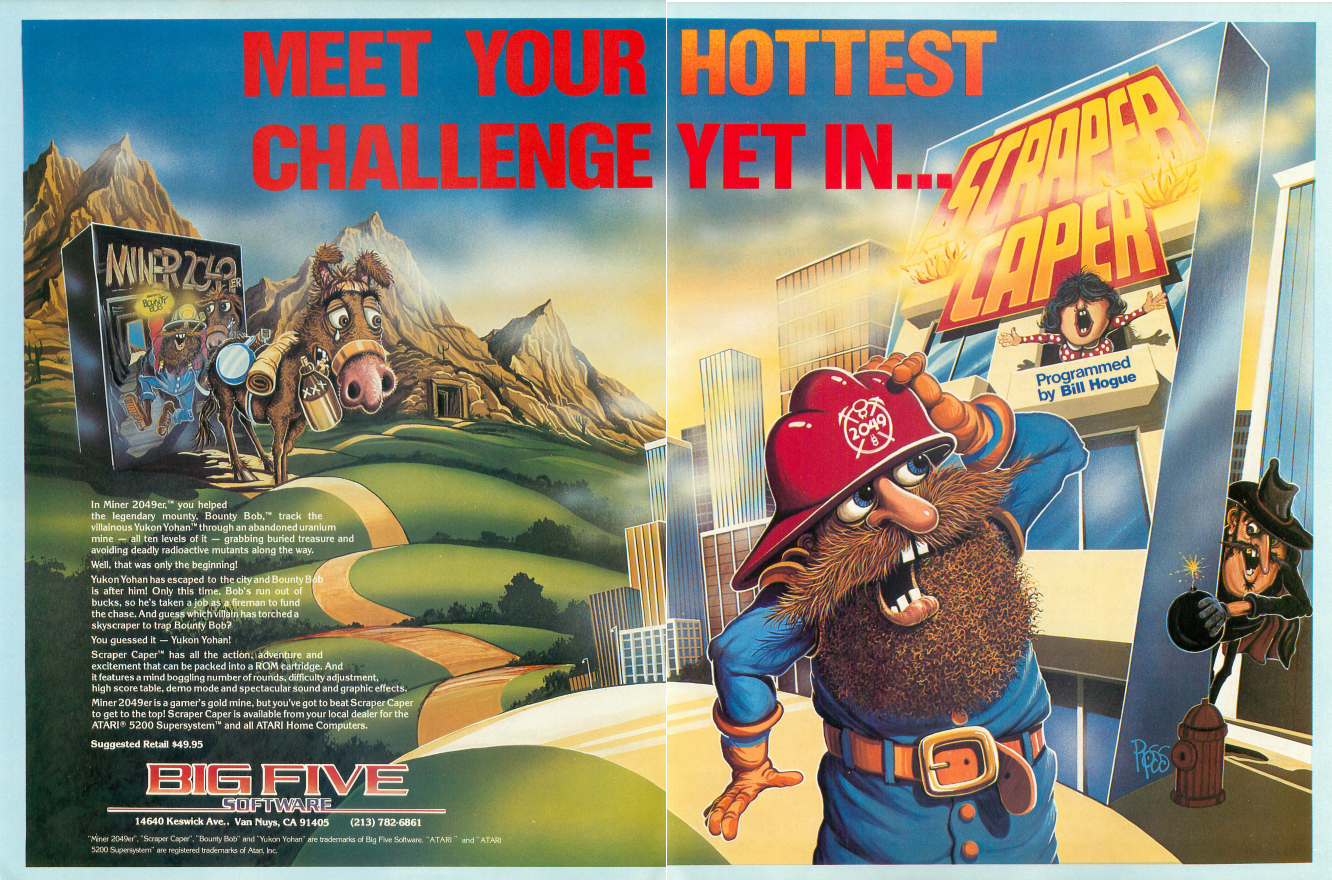 MEET YOUR HOTTEST
CHALLENGE YET IN...
SCRAPER
CAPER
Programmed
by Bill Hogue
MINER 2049ER
BOUNTY
BOB
XXX
2049
In Miner 2049er,™ you helped
the legendary mounty, Bounty Bob,™ track the
villainous Yukon Yohan™ through an abandoned uranium
mine — all ten levels of it — grabbing buried treasure and
avoiding deadly radioactive mutants along the way.
Well, that was only the beginning!
Yukon Yohan has escaped to the city and Bounty Bob
is after him! Only this time, Bob's run out of
bucks, so he's taken a job as a fireman to fund
the chase. And guess which villain has torched a
skyscraper to trap Bounty Bob?
You guessed it — Yukon Yohan!
Scraper Caper™ has all the action, adventure and
excitement that can be packed into a ROM cartridge. And
it features a mind boggling number of rounds, difficulty adjustment,
high score table, demo mode and spectacular sound and graphic effects.
Miner 2049er is a gamer's gold mine, but you've got to beat Scraper Caper
to get to the top! Scraper Caper is available from your local dealer for the
ATARI® 5200 Supersystem™ and all ATARI Home Computers.
Suggested Retail $49.95
BIG FIVE
SOFTWARE
14640 Keswick Ave., Van Nuys, CA 91405 (213) 782-6861
"Miner 2049er", "Scraper Caper", "Bounty Bob" and "Yukon Yohan" are trademarks of Big Five Software. "ATARI" and "ATARI
5200 Supersystem" are registered trademarks of Atari, Inc.